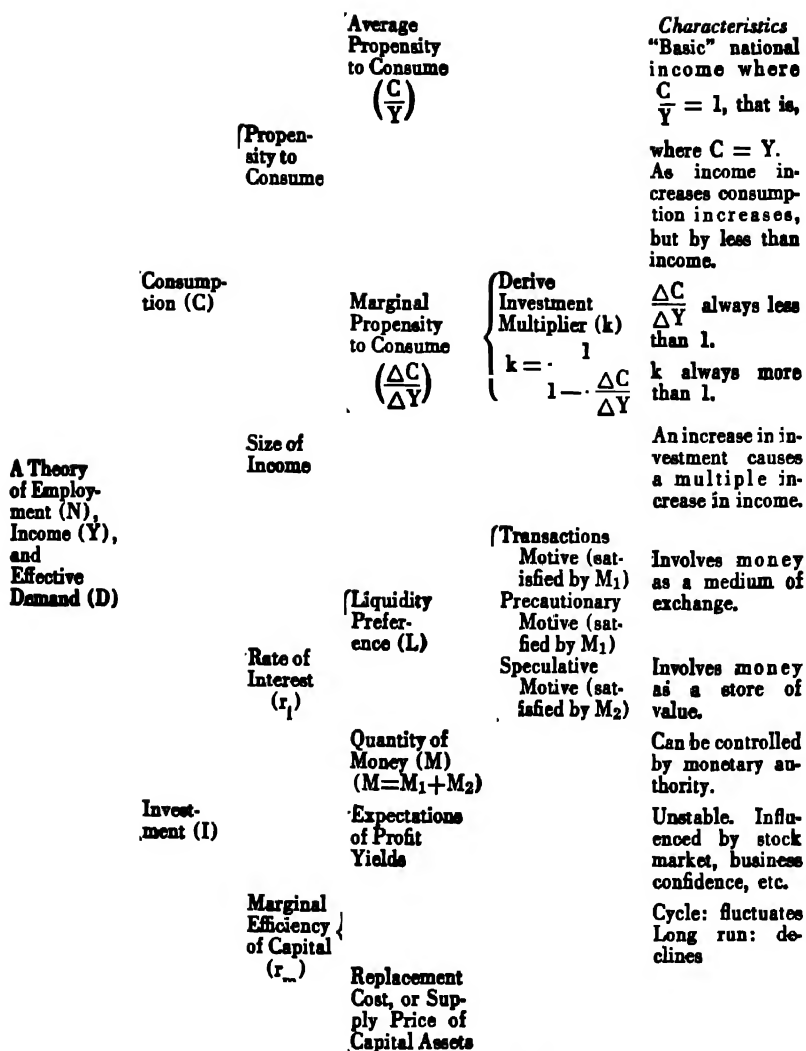 Average
Propensity
to Consume
(C/Y)
Characteristics
"Basic" national
income where
C/Y = 1, that is,
where C = Y.
As income in-
creases consump-
tion increases,
but by less than
income.
Propen-
sity to
Consume
Consump-
tion (C)
Marginal
Propensity
to Consume
(△C/△Y)
Derive
Investment
Multiplier (k)
k = 1/(1 — △C/△Y)
△C/△Y always less
than 1.
k always more
than 1.
Size of
Income
An increase in in-
vestment causes
a multiple in-
crease in income.
A Theory
of Employ-
ment (N),
Income (Y),
and
Effective
Demand (D)
Transactions
Motive (sat-
isfied by M₁)
Precautionary
Motive (sat-
fied by M₁)
Speculative
Motive (sat-
isfied by M₂)
Involves money
as a medium of
exchange.
Involves money
as a store of
value.
Liquidity
Prefer-
ence (L)
Rate of
Interest
(rᵢ)
Quantity of
Money (M)
(M=M₁+M₂)
Can be controlled
by monetary au-
thority.
Invest-
ment (I)
Expectations
of Profit
Yields
Unstable. Influ-
enced by stock
market, business
confidence, etc.
Marginal
Efficiency
of Capital
(rₘ)
Cycle: fluctuates
Long run: de-
clines
Replacement
Cost, or Sup-
ply Price of
Capital Assets